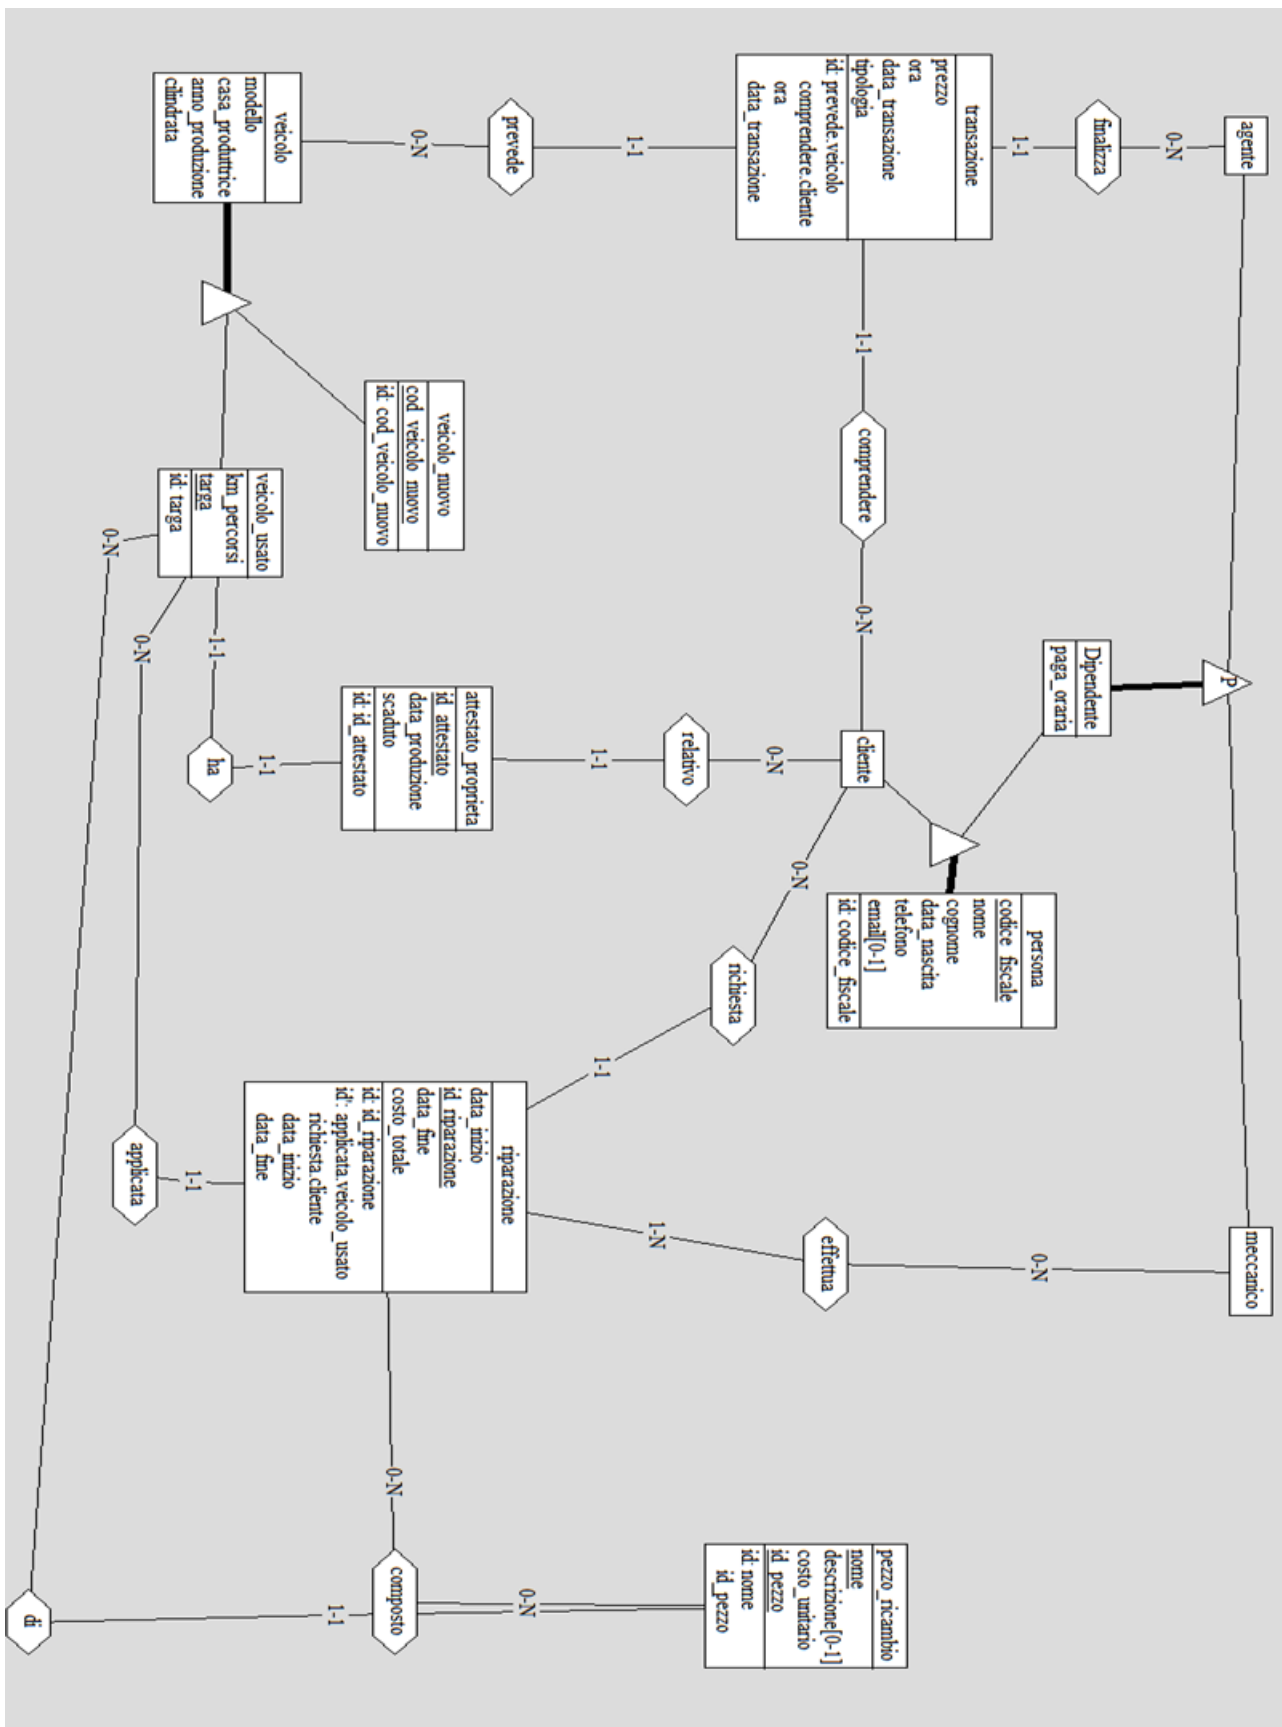 agente
P
meccanico
0-N
finalizza
1-1
Dipendente
paga_oraria
0-N
persona
codice_fiscale
nome
cognome
data_nascita
telefono
email[0-1]
id: codice_fiscale
transazione
prezzo
ora
data_transazione
tipologia
id: prevede.veicolo
comprendere.cliente
ora
data_transazione
1-1
comprendere
0-N
cliente
effettua
1-N
pezzo_ricambio
nome
descrizione[0-1]
costo_unitario
id_pezzo
id: nome
id_pezzo
0-N
richiesta
1-1
0-N
relativo
1-1
1-1
prevede
0-N
veicolo_nuovo
cod_veicolo_nuovo
id: cod_veicolo_nuovo
attestato_proprieta
id_attestato
data_produzione
scaduto
id: id_attestato
riparazione
data_inizio
id_riparazione
data_fine
costo_totale
id: id_riparazione
id': applicata.veicolo_usato
richiesta.cliente
data_inizio
data_fine
0-N
composto
0-N
1-1
veicolo
modello
casa_produttrice
anno_produzione
cilindrata
veicolo_usato
km_percorsi
targa
id: targa
1-1
ha
1-1
0-N
applicata
1-1
0-N
di